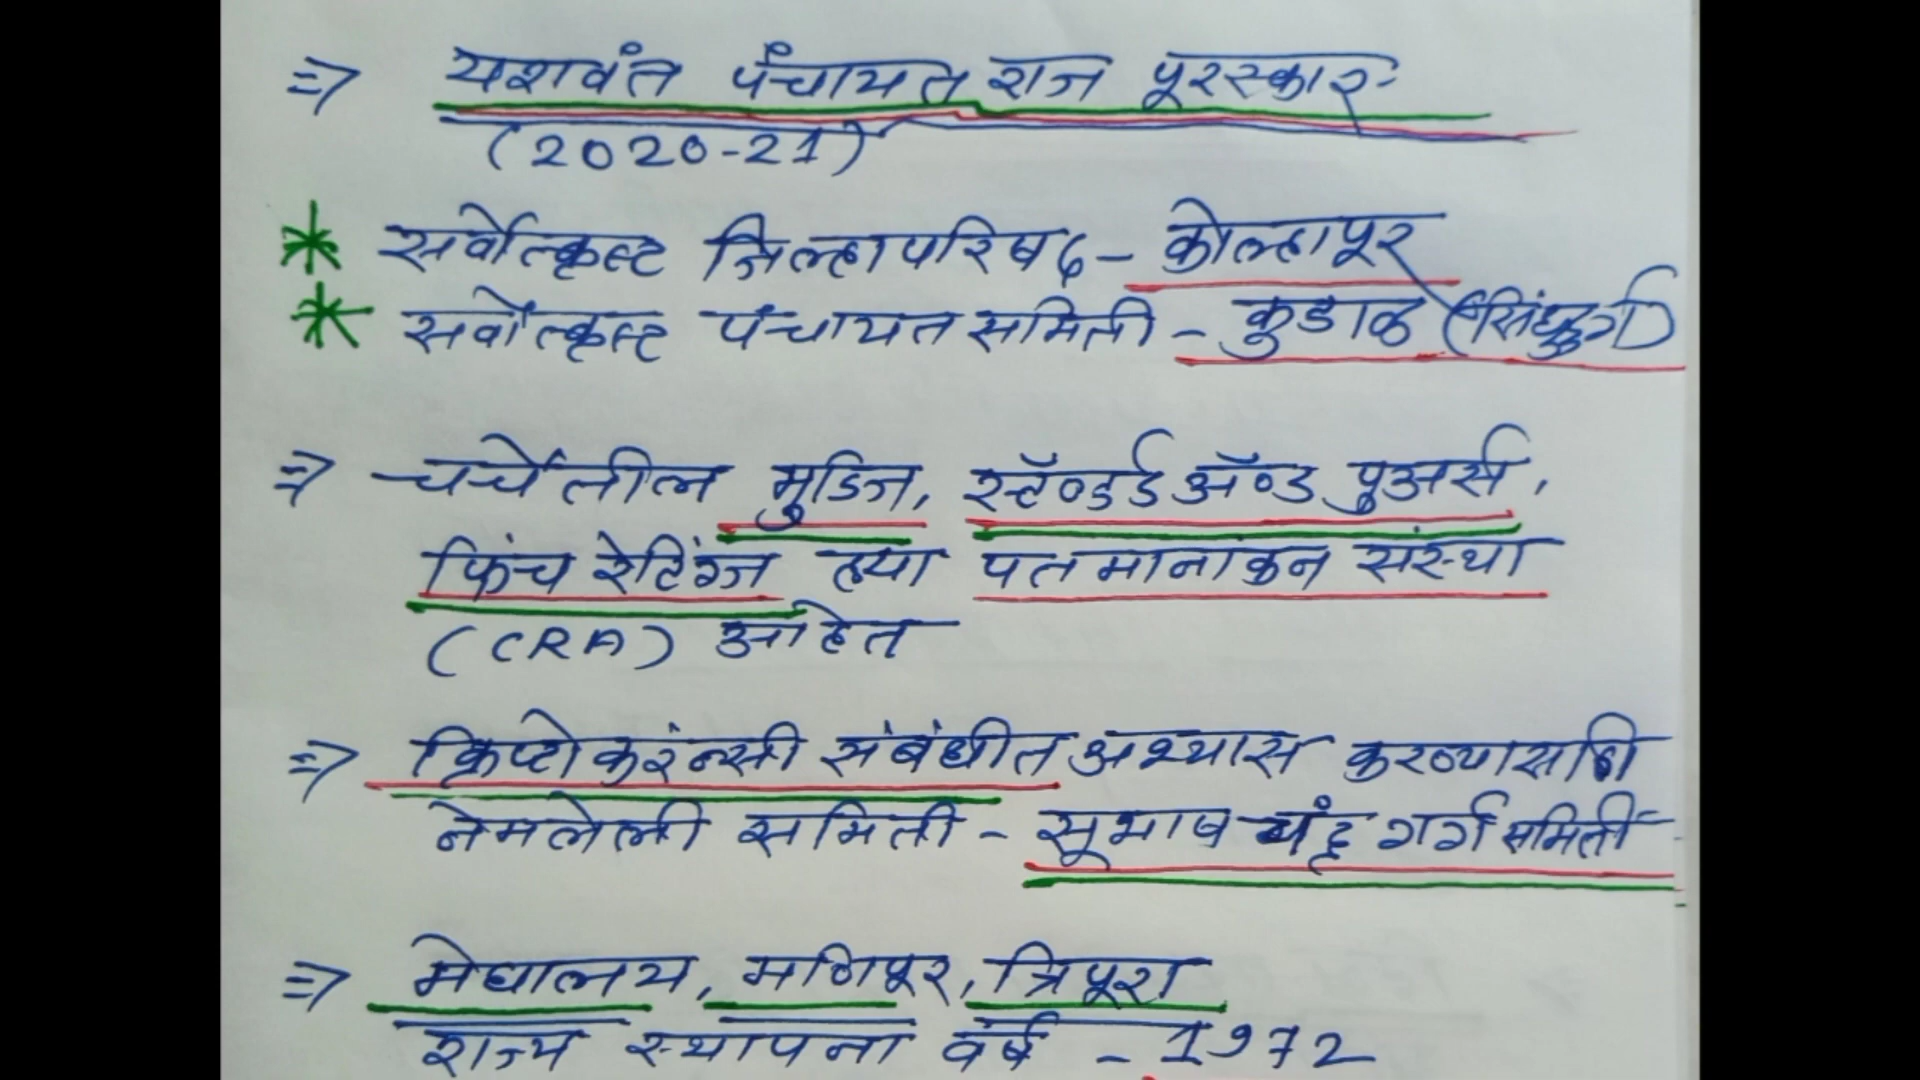 => यशवंत पंचायत राज पूरस्कार-
(2020-21)
* सर्वोत्कृष्ट जिल्हापरिषद - कोल्हापूर
* सर्वोत्कृष्ट पंचायत समिती - कुडाळ (सिंधुदुर्ग)
=> चर्चेतील मुडिज, स्टॅण्डर्ड ॲण्ड पुअर्स,
फिंच रेटिंग्ज ह्या पतमानांकन संस्था
(CRA) आहेत
=> क्रिप्टोकरंन्सी संबंधीत अभ्यास करण्यासाठी
नेमलेली समिती - सूभाष चंद्र गर्ग समिती
=> मेघालय, मणिपूर, त्रिपूरा
राज्य स्थापना वर्ष - 1972